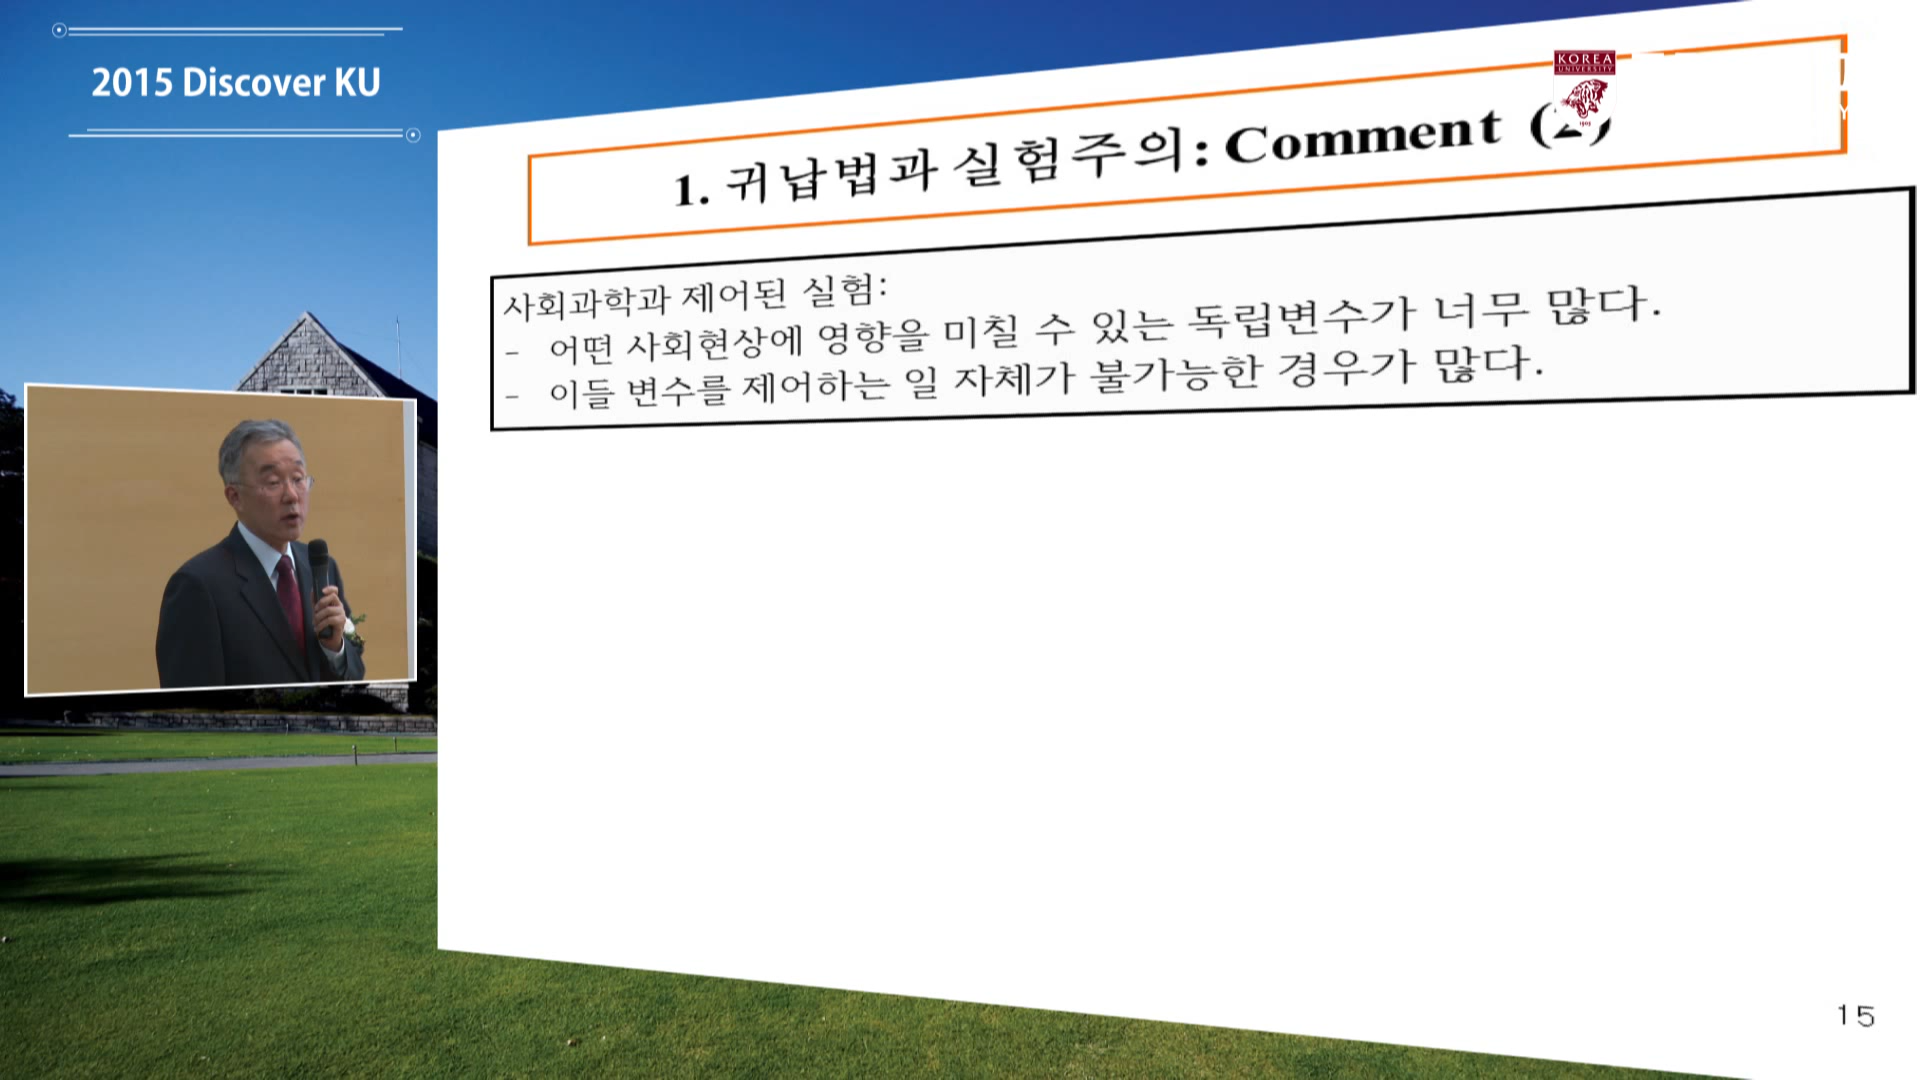 2015 Discover KU
KOREA
UNIVERSITY
1. 귀납법과 실험주의: Comment (2)
사회과학과 제어된 실험:
- 어떤 사회현상에 영향을 미칠 수 있는 독립변수가 너무 많다.
- 이들 변수를 제어하는 일 자체가 불가능한 경우가 많다.
15